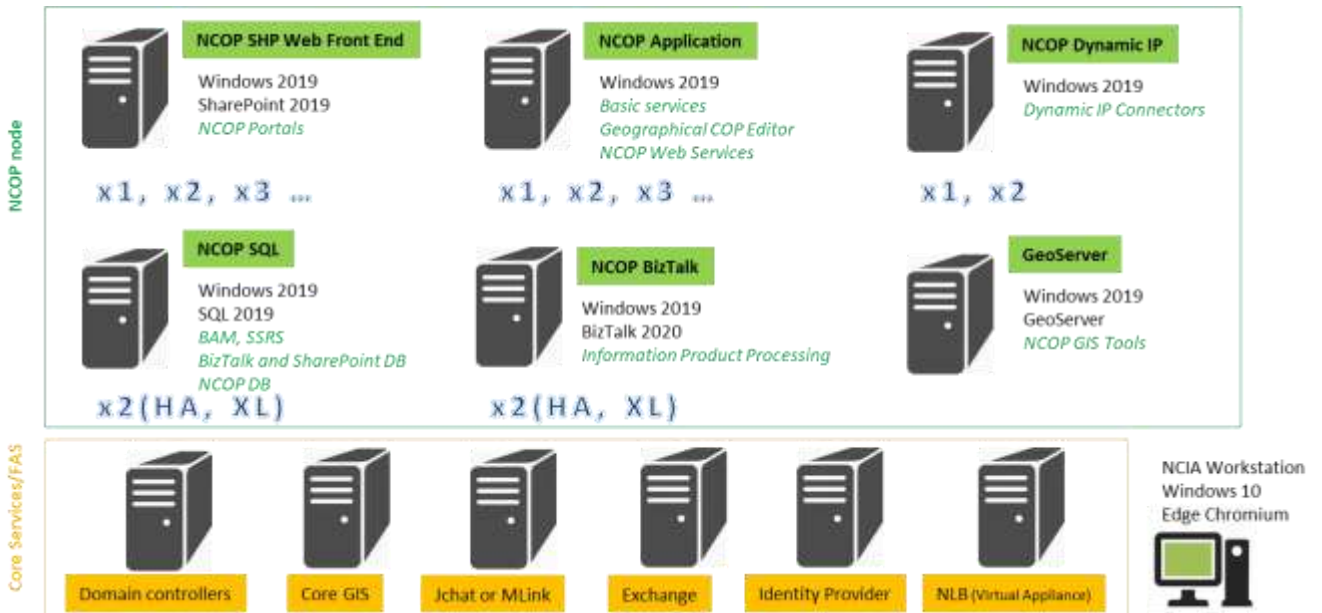 NCOP node
NCOP SHP Web Front End
Windows 2019
SharePoint 2019
NCOP Portals
x1, x2, x3 ...
NCOP Application
Windows 2019
Basic services
Geographical COP Editor
NCOP Web Services
x1, x2, x3 ...
NCOP Dynamic IP
Windows 2019
Dynamic IP Connectors
x1, x2
NCOP SQL
Windows 2019
SQL 2019
BAM, SSRS
BizTalk and SharePoint DB
NCOP DB
x2(HA, XL)
NCOP BizTalk
Windows 2019
BizTalk 2020
Information Product Processing
x2(HA, XL)
GeoServer
Windows 2019
GeoServer
NCOP GIS Tools
Core Services/FAS
Domain controllers
Core GIS
Jchat or MLink
Exchange
Identity Provider
NLB (Virtual Appliance)
NCIA Workstation
Windows 10
Edge Chromium